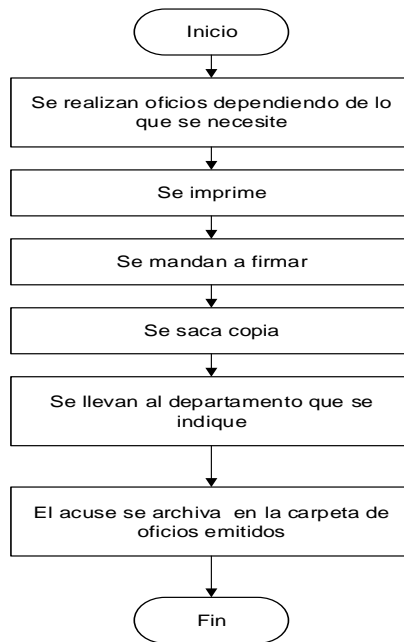 Inicio
Se realizan oficios dependiendo de lo
que se necesite
Se imprime
Se mandan a firmar
Se saca copia
Se llevan al departamento que se
indique
El acuse se archiva en la carpeta de
oficios emitidos
Fin